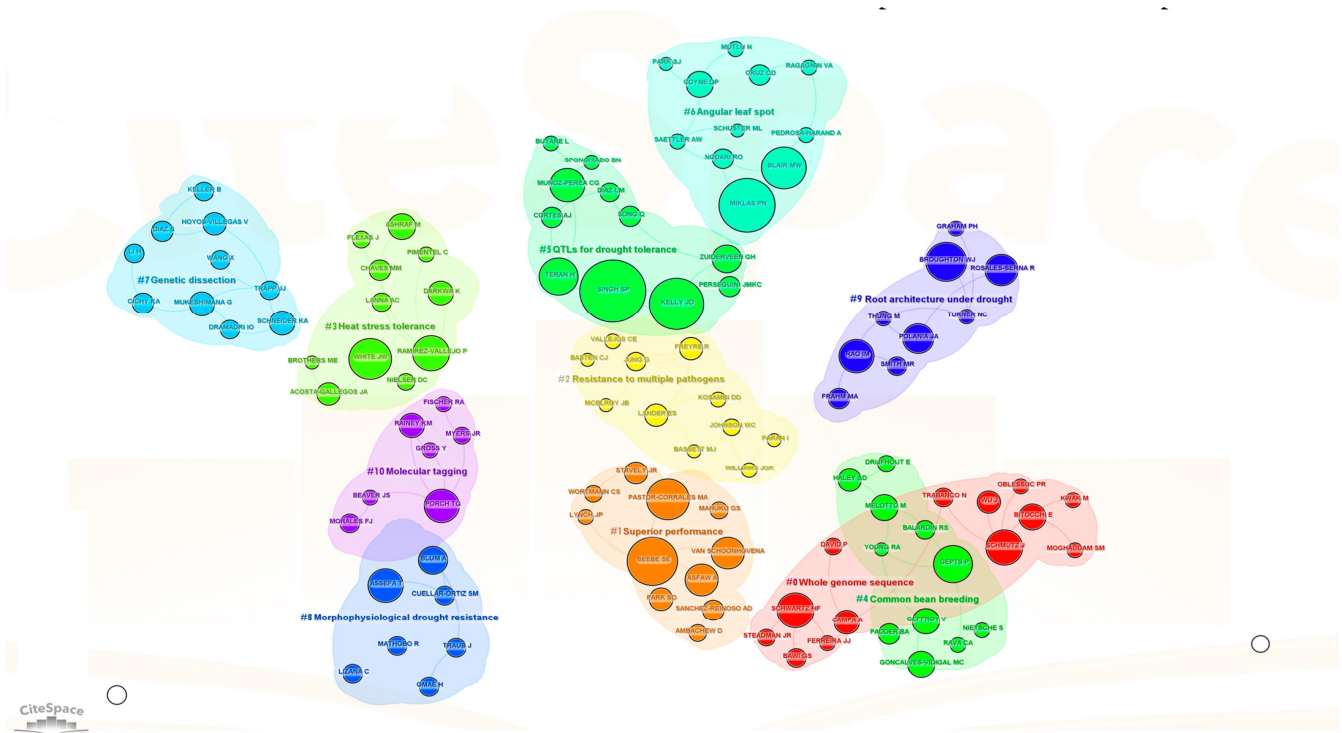 MUTLU N
PARK SJ
RAGAGNIN VA
CRUZ CD
COYNE DP
#6 Angular leaf spot
SCHUSTER ML
PEDROSA-HARAND A
SAETTLER AW
NODARI RO
BLAIR MW
MIKLAS PN
BUTARE L
MUNOZ-PEREA CG
DIAZ LM
CORTES AJ
SONG Q
#5 QTLs for drought tolerance
ZUIDERVEEN GH
TERAN H
SINGH SP
PERSEGUINI JMKC
KELLY JD
KELLER B
HOYOS-VILLEGAS V
DIAZ S
LI H
WANG X
#7 Genetic dissection
TRAPP JJ
CICHY KA
MUKESHIMANA G
DRAMADRI IO
SCHNEIDER KA
ASHRAF M
FLEXAS J
PIMENTEL C
CHAVES MM
DARKWA K
LANNA AC
#3 Heat stress tolerance
RAMIREZ-VALLEJO P
WHITE JW
BROTHERS ME
NIELSEN DC
ACOSTA-GALLEGOS JA
GRAHAM PH
BROUGHTON WJ
ROSALES-SERNA R
#9 Root architecture under drought
THUNG M
TURNER NC
POLANIA JA
RAO IM
SMITH MR
FRAHM MA
VALLEJOS CE
FREYRE R
BASTEN CJ
JUNG G
#2 Resistance to multiple pathogens
MCELROY JB
KOSAMBI DD
LANDER ES
JOHNSON WC
PARAN I
BASSETT MJ
WILLIAMS JGK
FISCHER RA
RAINEY KM
MYERS JR
GROSS Y
#10 Molecular tagging
BEAVER JS
PORCH TG
MORALES FJ
STAVELY JR
WORTMANN CS
PASTOR-CORRALES MA
LYNCH JP
MAHUKU GS
#1 Superior performance
VAN SCHOONHOVENA
BEEBE SE
ASFAW A
PARK SO
SANCHEZ-REINOSO AD
AMBACHEW D
DRIJFHOUT E
HALEY SD
MELOTTO M
BALARDIN RS
YOUNG RA
GEPTS P
#4 Common bean breeding
GEFFROY V
PADDER BA
NIETSCHE S
RAVA CA
GONCALVES-VIDIGAL MC
OBLESSUC PR
TRABANCO N
WU J
KWAK M
BITOCCHI E
DAVID P
SCHMUTZ J
MOGHADDAM SM
#0 Whole genome sequence
SCHWARTZ HF
CAMPA A
STEADMAN JR
FERREIRA JJ
BAWI GS
BLUM A
ASSEFA T
CUELLAR-ORTIZ SM
#8 Morphophysiological drought resistance
MATHOBO R
TRAUB J
LIZANA C
OMAE H
CiteSpace